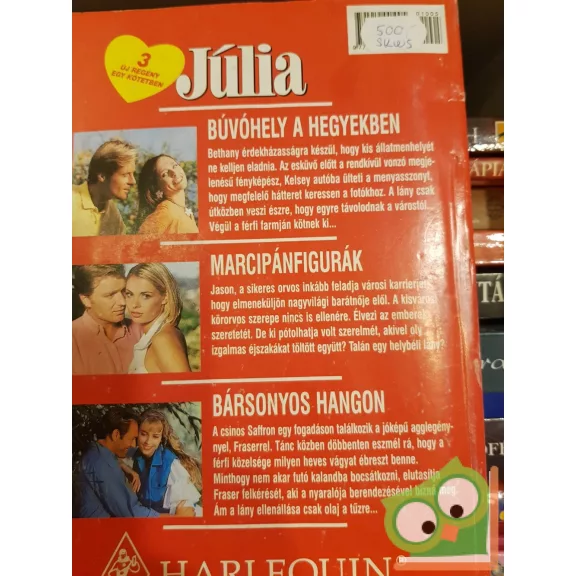 3
ÚJ REGÉNY
EGY KÖTETBEN
Júlia
500
BÚVÓHELY A HEGYEKBEN
Bethany érdekházasságra készül, hogy kis állatmenhelyét
ne kelljen eladnia. Az esküvő előtt a rendkívül vonzó megje-
lenésű fényképész, Kelsey autóba ülteti a menyasszonyt,
hogy megfelelő hátteret keressen a fotókhoz. A lány csak
útközben veszi észre, hogy egyre távolodnak a várostól...
Végül a férfi farmján kötnek ki...
MARCIPÁNFIGURÁK
Jason, a sikeres orvos inkább feladja városi karrierjét,
hogy elmeneküljön nagyvilági barátnője elől. A kisváros
körorvos szerepe nincs is ellenére. Élvezi az emberek
szeretetét. De ki pótolhatja volt szerelmét, akivel oly
izgalmas éjszakákat töltött együtt? Talán egy helybéli lány?
BÁRSONYOS HANGON
A csinos Saffron egy fogadáson találkozik a jóképű agglegény-
nyel, Fraserrel. Tánc közben döbbenten eszmél rá, hogy a
férfi közelsége milyen heves vágyat ébreszt benne.
Minthogy nem akar futó kalandba bocsátkozni, elutasítja
Fraser felkérését, aki a nyaralója berendezésével bízná meg.
Ám a lány ellenállása csak olaj a tűzre...
HARLEQUIN